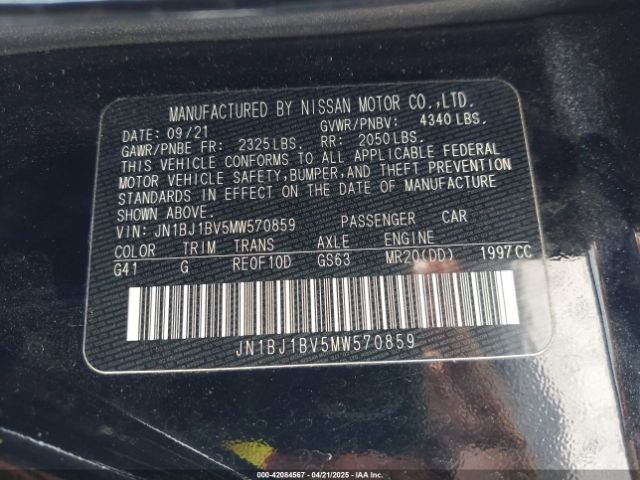 MANUFACTURED BY NISSAN MOTOR CO.,LTD.
DATE: 09/21 GVWR/PNBV: 4340 LBS.
GAWR/PNBE FR: 2325 LBS. RR: 2050 LBS.
THIS VEHICLE CONFORMS TO ALL APPLICABLE FEDERAL
MOTOR VEHICLE SAFETY, BUMPER, AND THEFT PREVENTION
STANDARDS IN EFFECT ON THE DATE OF MANUFACTURE
SHOWN ABOVE.
VIN: JN1BJ1BV5MW570859 PASSENGER CAR
COLOR TRIM TRANS AXLE ENGINE
G41 G RE0F10D GS63 MR20(DD) 1997CC
JN1BJ1BV5MW570859
000-42084567 - 04/21/2025 - IAA Inc.